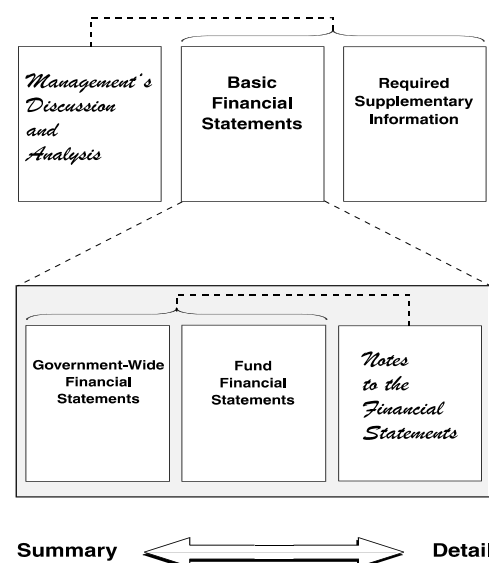 Management's
Discussion
and
Analysis
Basic
Financial
Statements
Required
Supplementary
Information
Government-Wide
Financial
Statements
Fund
Financial
Statements
Notes
to the
Financial
Statements
Summary
Detail